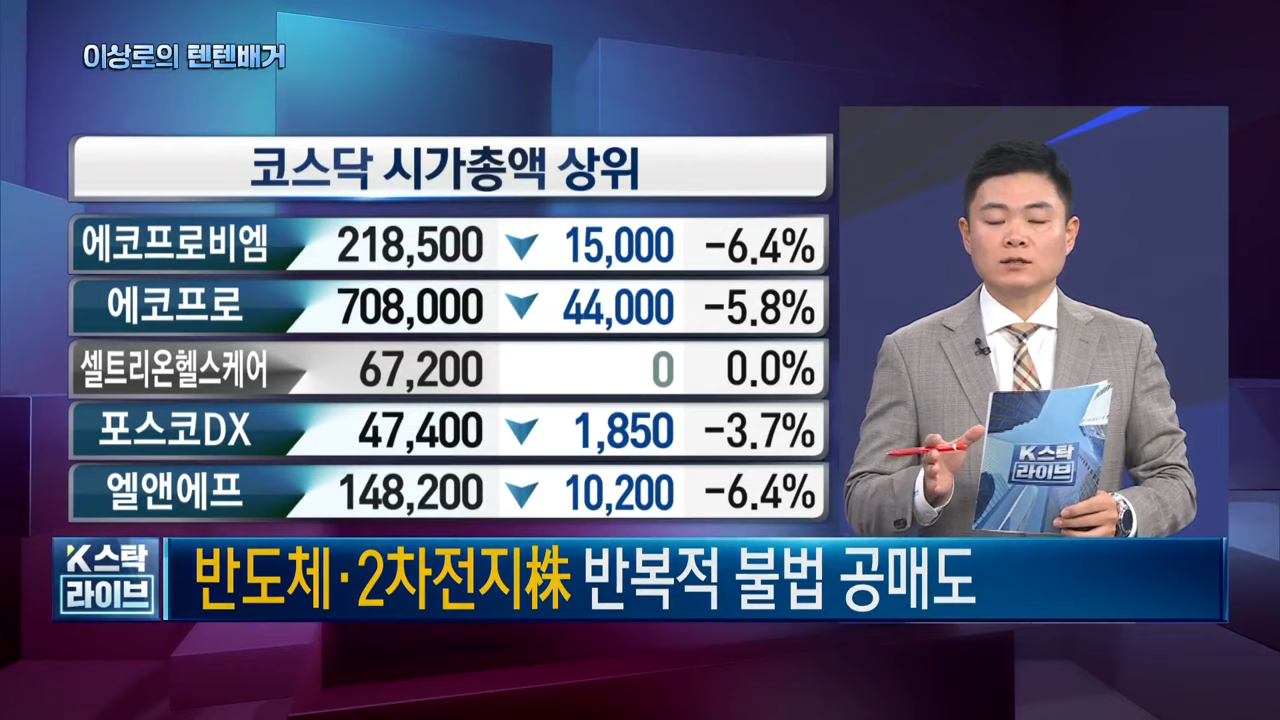 이상로의 텐텐배거
코스닥 시가총액 상위
에코프로비엠 218,500 ▼ 15,000 -6.4%
에코프로 708,000 ▼ 44,000 -5.8%
셀트리온헬스케어 67,200 0 0.0%
포스코DX 47,400 ▼ 1,850 -3.7%
엘앤에프 148,200 ▼ 10,200 -6.4%
K스탁
라이브
K스탁
라이브
반도체·2차전지株 반복적 불법 공매도